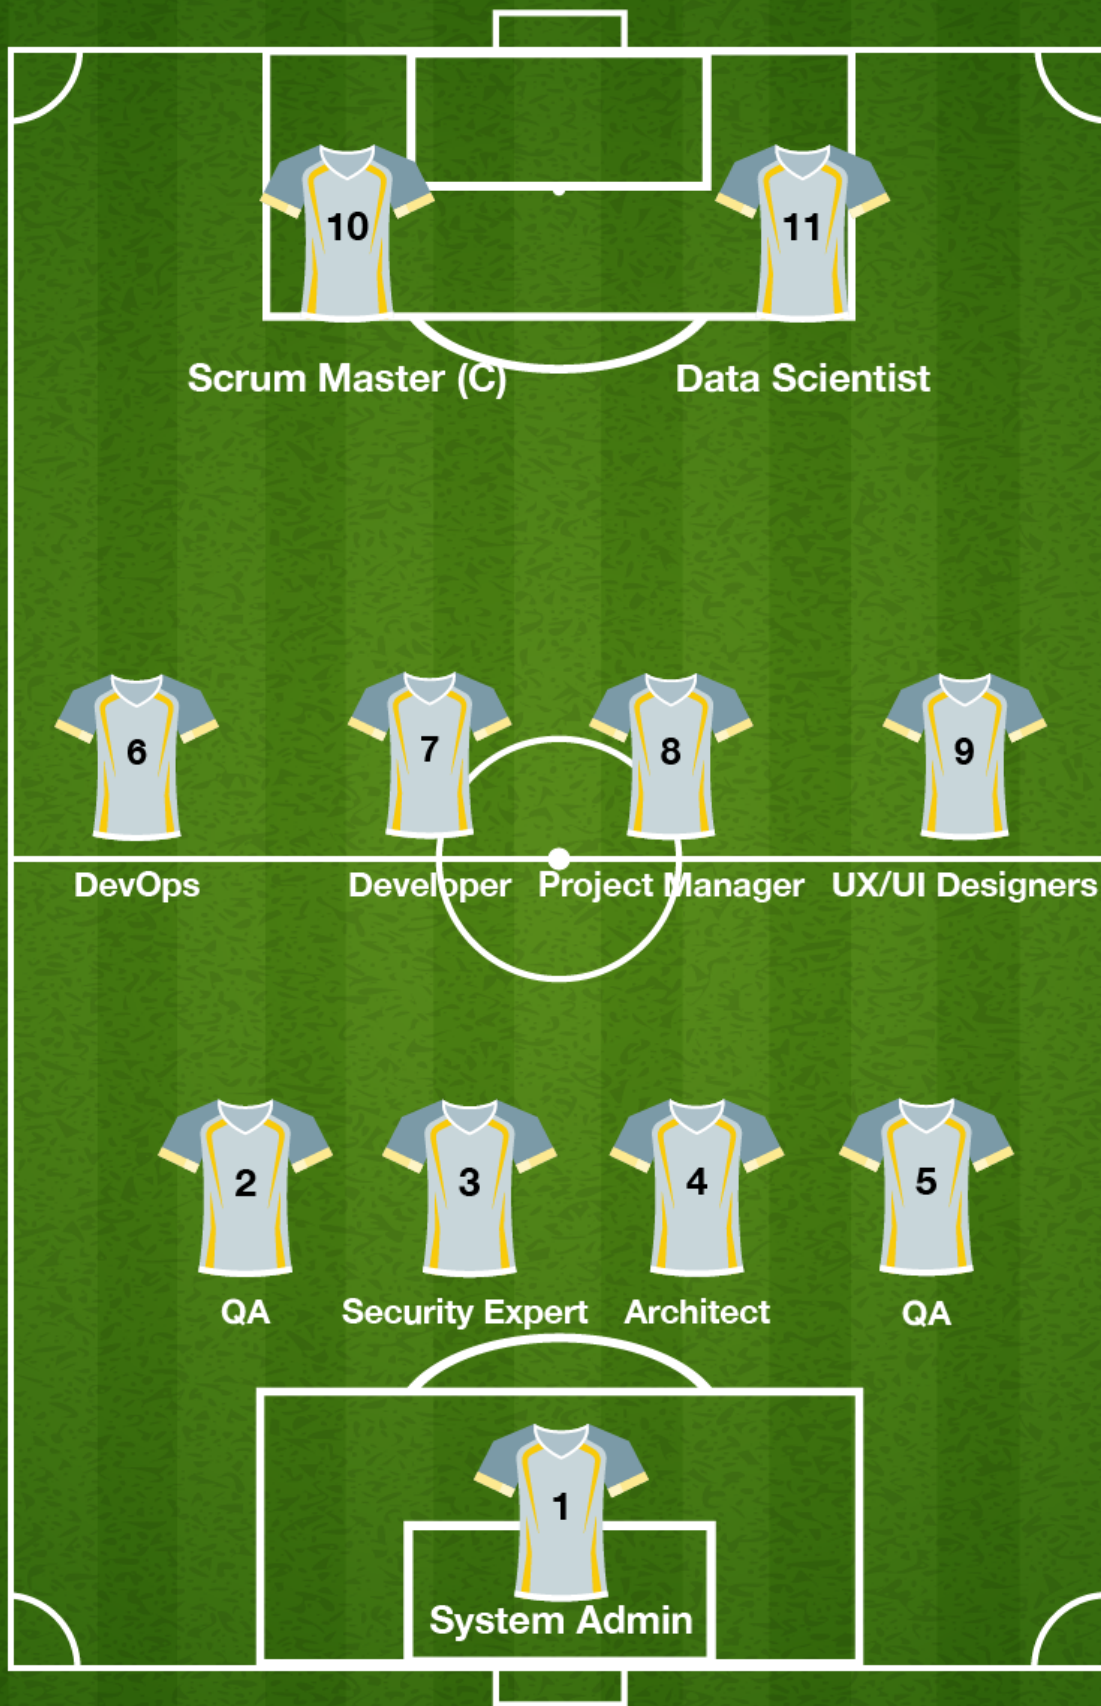 10 11
Scrum Master (C) Data Scientist
6 7 8 9
DevOps Developer Project Manager UX/UI Designers
2 3 4 5
QA Security Expert Architect QA
1
System Admin